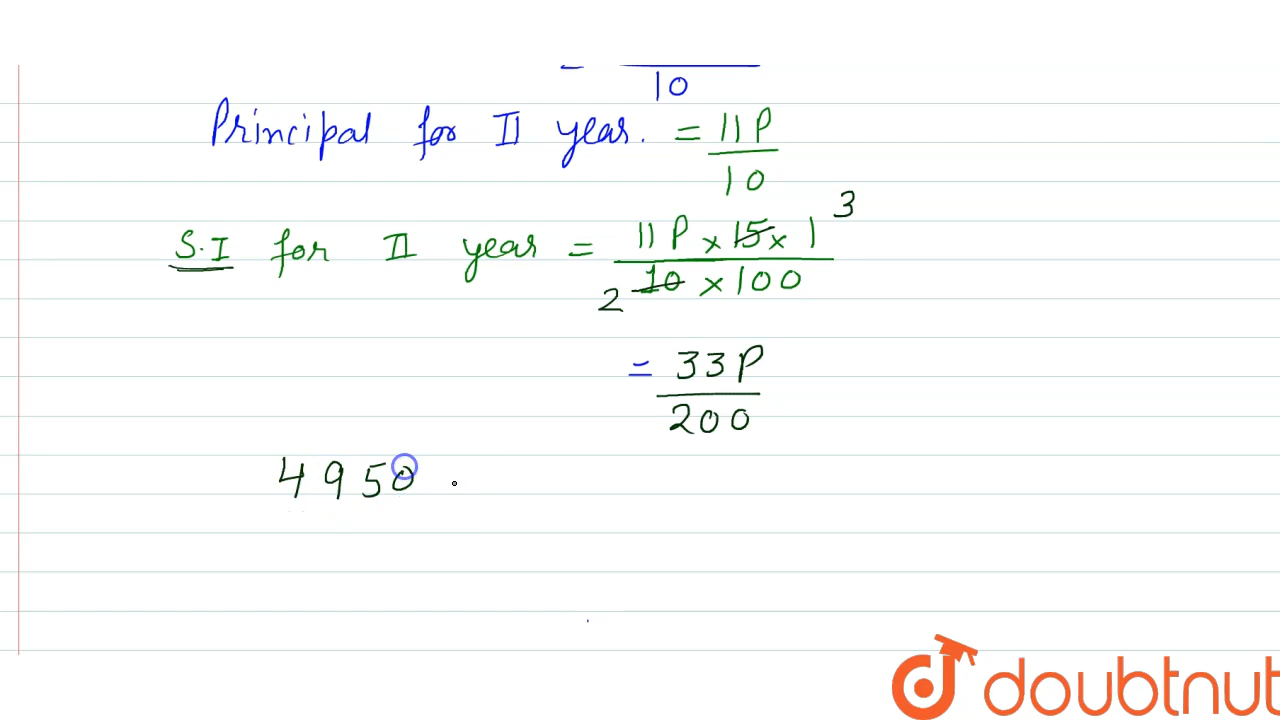 = 10
Principal for II year. = 11P
10
3
S.I for II year = 11P × 15 × 1
2 10 × 100
= 33P
200
4950
doubtnut